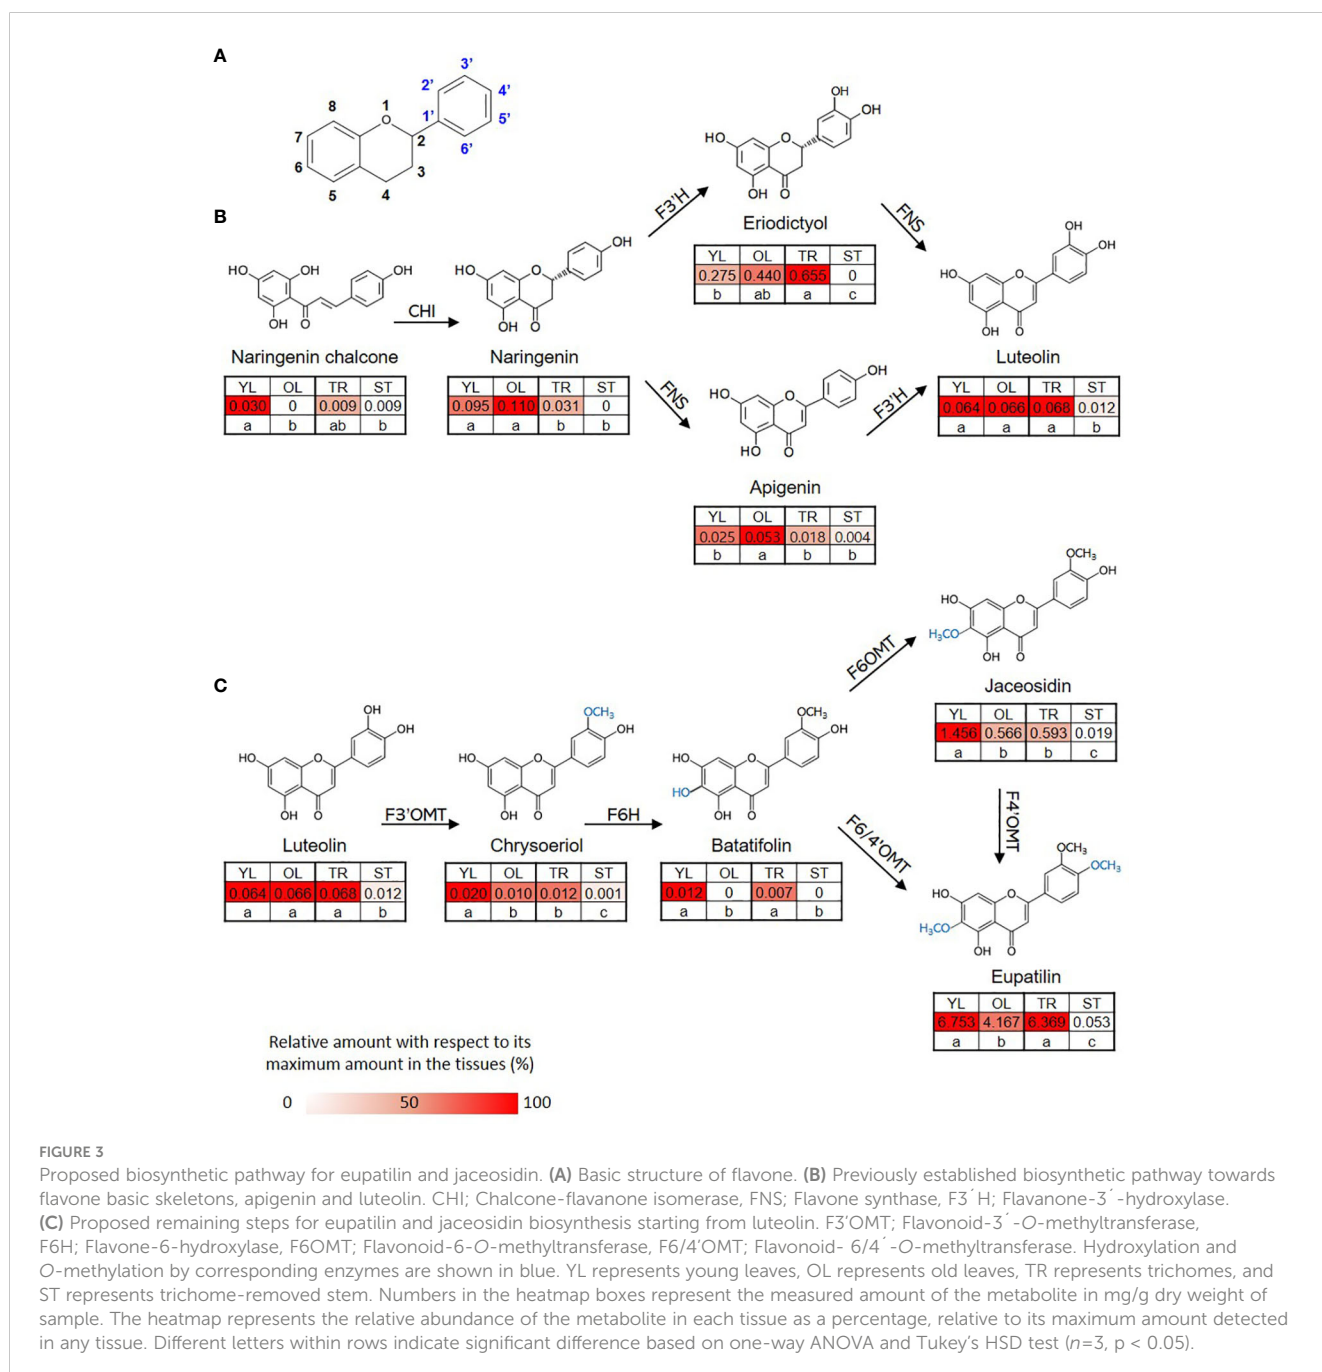 A
1
2
3
4
5
6
7
8
O
1'
2'
3'
4'
5'
6'
B
HO
OH
OH
O
OH
Naringenin chalcone
YL OL TR ST
0.030 0 0.009 0.009
a b ab b
CHI
HO
O
OH
OH
O
Naringenin
YL OL TR ST
0.095 0.110 0.031 0
a a b b
F3'H
OH
OH
HO
O
OH
O
Eriodictyol
YL OL TR ST
0.275 0.440 0.655 0
b ab a c
FNS
FNS
OH
HO
O
HO
O
Apigenin
YL OL TR ST
0.025 0.053 0.018 0.004
b a b b
F3'H
HO
OH
HO
O
OH
O
Luteolin
YL OL TR ST
0.064 0.066 0.068 0.012
a a a b
C
OH
OH
HO
O
OH
O
Luteolin
YL OL TR ST
0.064 0.066 0.068 0.012
a a a b
F3'OMT
OCH3
OH
HO
O
OH
O
Chrysoeriol
YL OL TR ST
0.020 0.010 0.012 0.001
a b b c
F6H
OCH3
OH
HO
O
HO
OH
O
Batatifolin
YL OL TR ST
0.012 0 0.007 0
a b a b
F6OMT
OCH3
OH
HO
O
H3CO
OH
O
Jaceosidin
YL OL TR ST
1.456 0.566 0.593 0.019
a b b c
F6/4'OMT
F4'OMT
OCH3
OCH3
HO
O
H3CO
OH
O
Eupatilin
YL OL TR ST
6.753 4.167 6.369 0.053
a b a c
Relative amount with respect to its
maximum amount in the tissues (%)
0 50 100
FIGURE 3
Proposed biosynthetic pathway for eupatilin and jaceosidin. (A) Basic structure of flavone. (B) Previously established biosynthetic pathway towards
flavone basic skeletons, apigenin and luteolin. CHI; Chalcone-flavanone isomerase, FNS; Flavone synthase, F3´H; Flavanone-3´-hydroxylase.
(C) Proposed remaining steps for eupatilin and jaceosidin biosynthesis starting from luteolin. F3'OMT; Flavonoid-3´-O-methyltransferase,
F6H; Flavone-6-hydroxylase, F6OMT; Flavonoid-6-O-methyltransferase, F6/4'OMT; Flavonoid- 6/4´-O-methyltransferase. Hydroxylation and
O-methylation by corresponding enzymes are shown in blue. YL represents young leaves, OL represents old leaves, TR represents trichomes, and
ST represents trichome-removed stem. Numbers in the heatmap boxes represent the measured amount of the metabolite in mg/g dry weight of
sample. The heatmap represents the relative abundance of the metabolite in each tissue as a percentage, relative to its maximum amount detected
in any tissue. Different letters within rows indicate significant difference based on one-way ANOVA and Tukey's HSD test (n=3, p < 0.05).